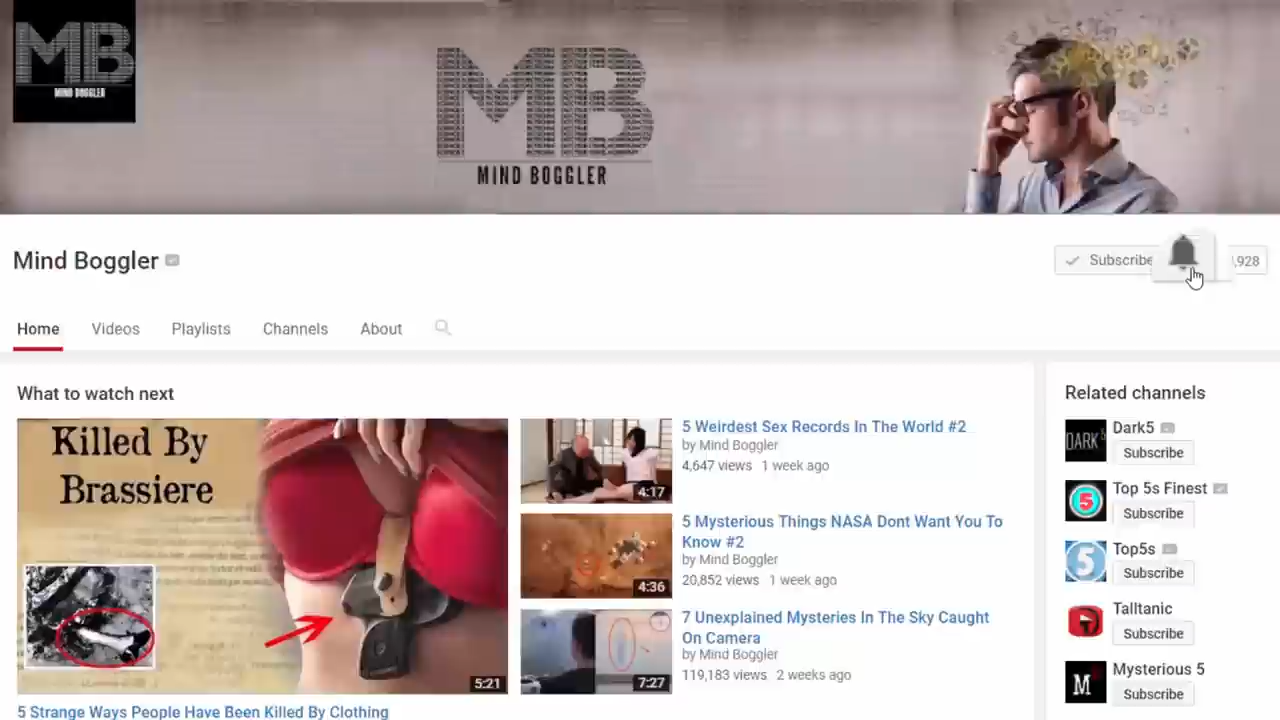 MB
MIND BOGGLER
MB
MIND BOGGLER
Mind Boggler
Subscribe
,928
Home Videos Playlists Channels About
What to watch next
Killed By
Brassiere
5:21
5 Strange Ways People Have Been Killed By Clothing
4:17
5 Weirdest Sex Records In The World #2
by Mind Boggler
4,647 views 1 week ago
4:36
5 Mysterious Things NASA Dont Want You To
Know #2
by Mind Boggler
20,852 views 1 week ago
7:27
7 Unexplained Mysteries In The Sky Caught
On Camera
by Mind Boggler
119,183 views 2 weeks ago
Related channels
DARK5
Dark5
Subscribe
5
Top 5s Finest
Subscribe
5
Top5s
Subscribe
Talltanic
Subscribe
M
Mysterious 5
Subscribe